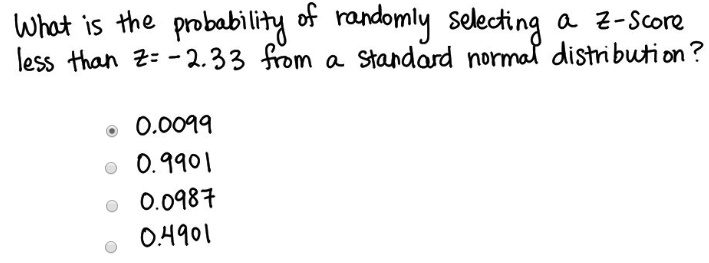 What is the probability of randomly selecting a z-score
less than z = -2.33 from a standard normal distribution?
0.0099
0.9901
0.0987
0.4901